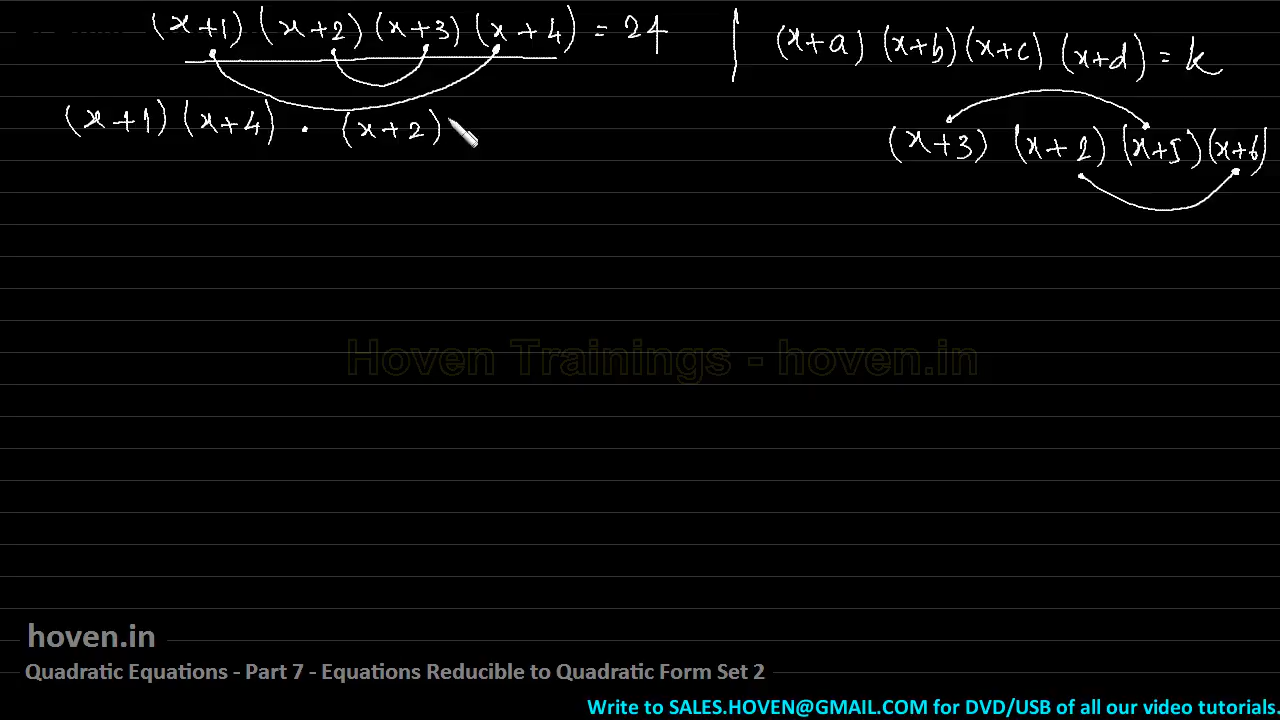 (x+1) (x+2) (x+3) (x+4) = 24
(x+a) (x+b) (x+c) (x+d) = k
(x+1) (x+4) . (x+2)
(x+3) (x+2) (x+5) (x+6)
Hoven Trainings - hoven.in
hoven.in
Quadratic Equations - Part 7 - Equations Reducible to Quadratic Form Set 2
Write to SALES.HOVEN@GMAIL.COM for DVD/USB of all our video tutorials.